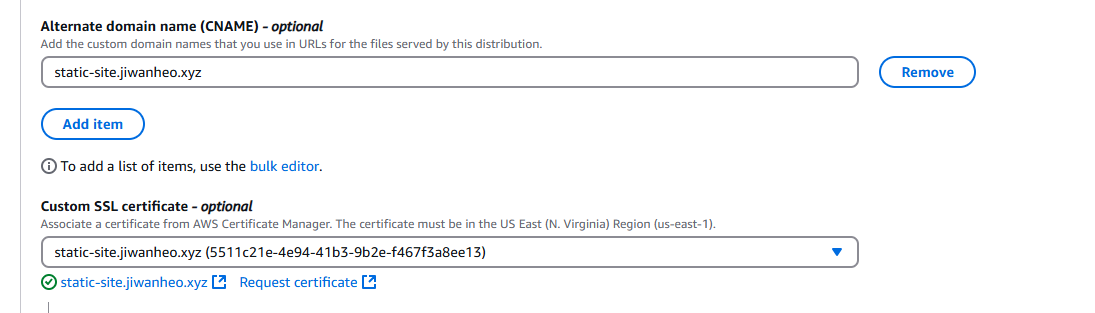 Alternate domain name (CNAME) - optional
Add the custom domain names that you use in URLs for the files served by this distribution.
static-site.jiwanheo.xyz
Remove
Add item
To add a list of items, use the bulk editor.
Custom SSL certificate - optional
Associate a certificate from AWS Certificate Manager. The certificate must be in the US East (N. Virginia) Region (us-east-1).
static-site.jiwanheo.xyz (5511c21e-4e94-41b3-9b2e-f467f3a8ee13)
static-site.jiwanheo.xyz Request certificate